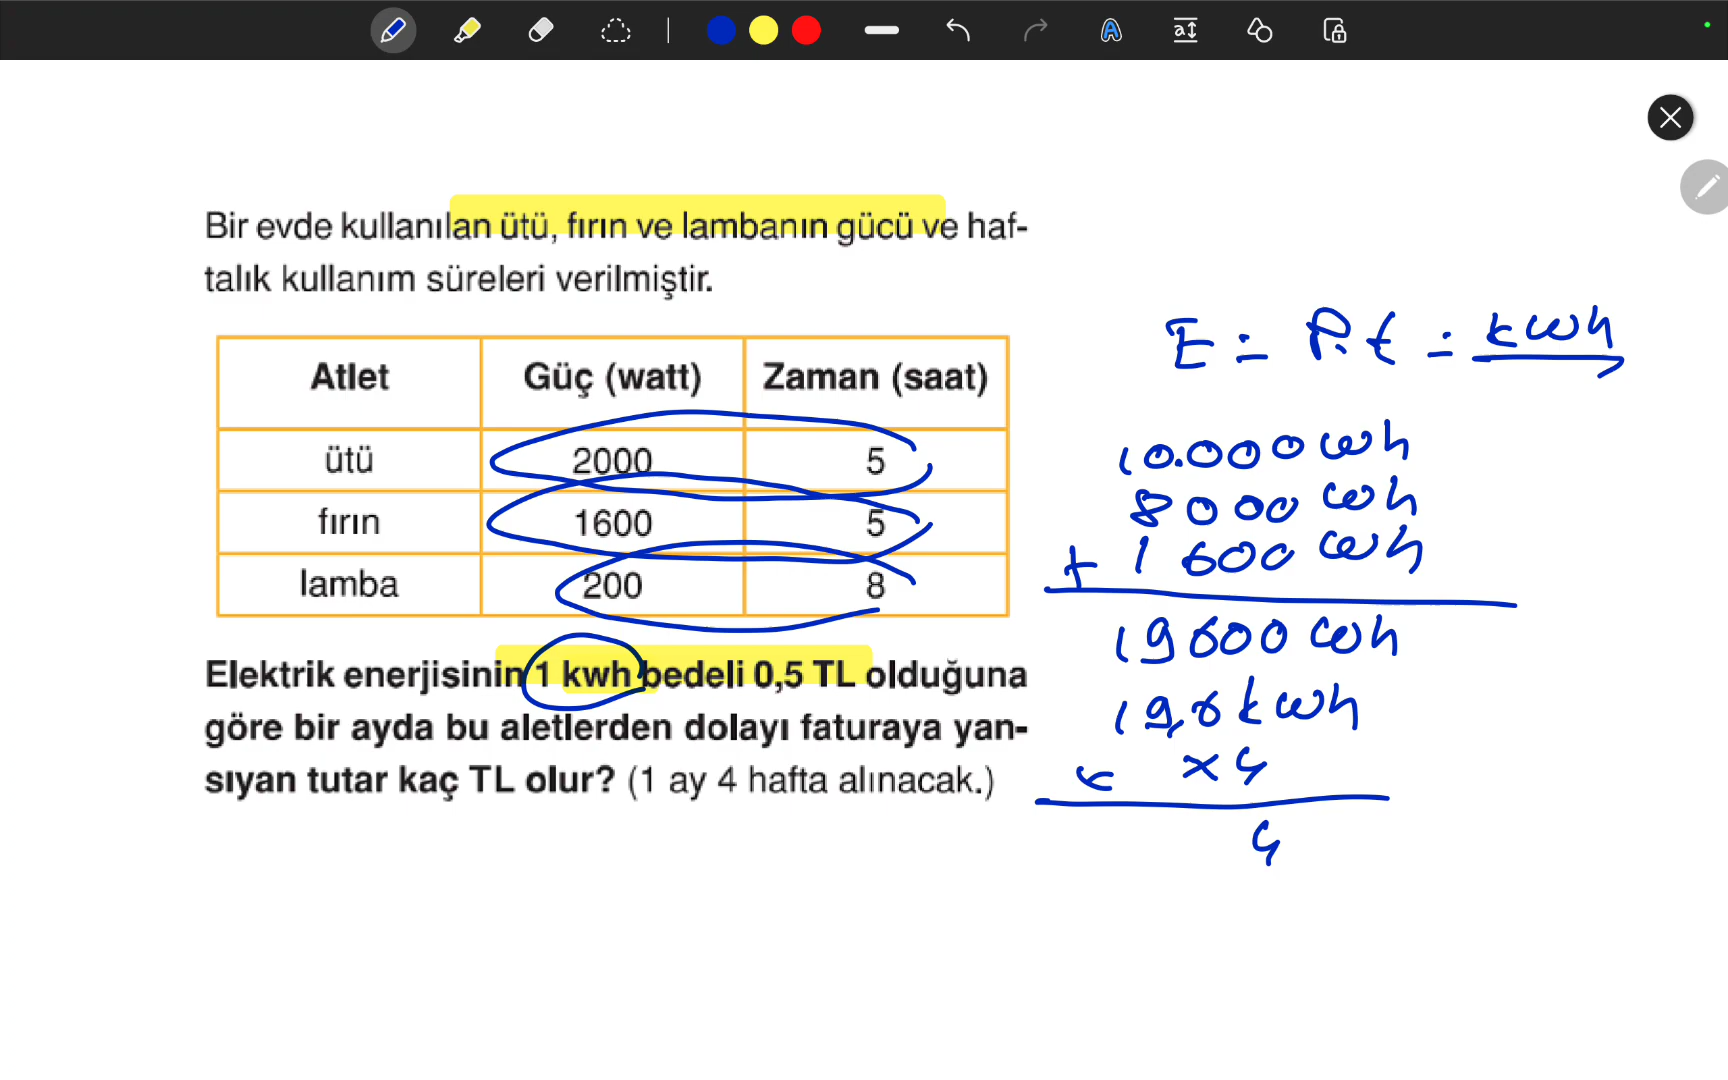 Bir evde kullanılan ütü, fırın ve lambanın gücü ve haf-
talık kullanım süreleri verilmiştir.
Atlet Güç (watt) Zaman (saat)
ütü 2000 5
fırın 1600 5
lamba 200 8
Elektrik enerjisinin 1 kwh bedeli 0,5 TL olduğuna
göre bir ayda bu aletlerden dolayı faturaya yan-
sıyan tutar kaç TL olur? (1 ay 4 hafta alınacak.)
E = P.t = kwh
10.000 wh
8000 wh
+ 1600 wh
19600 wh
19,6 kwh
x 4
4